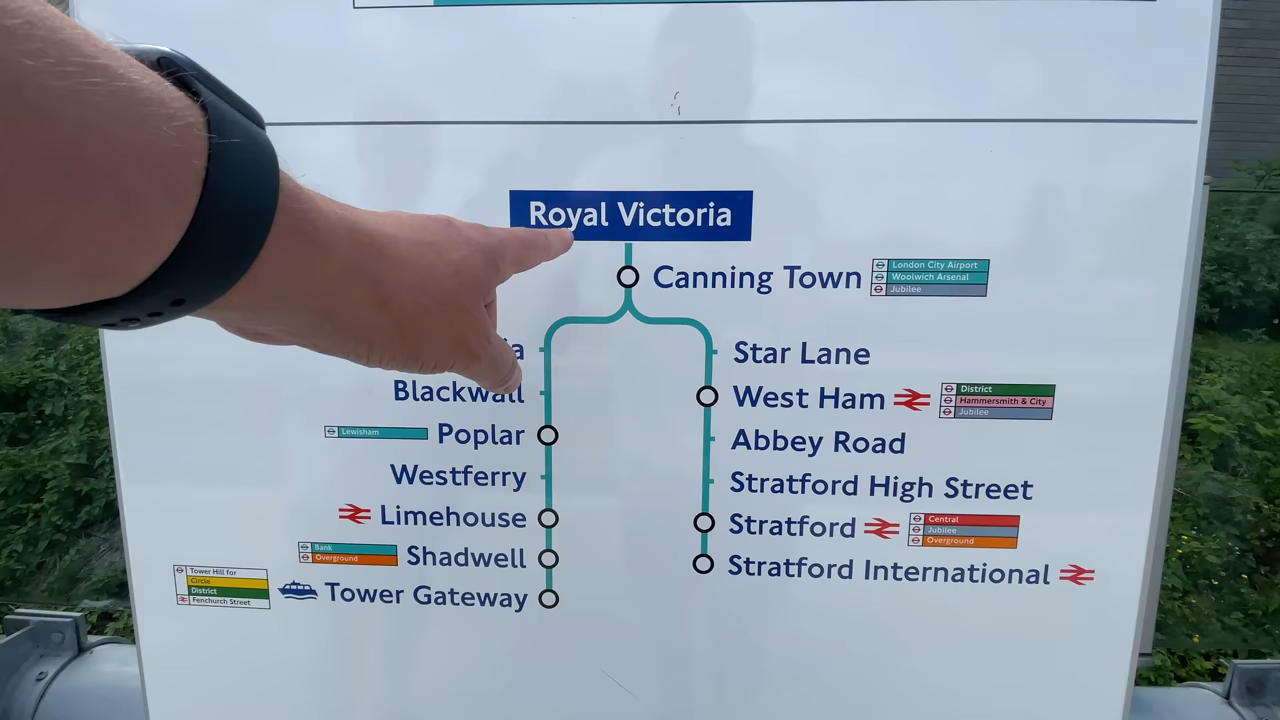 Royal Victoria
Canning Town
London City Airport
Woolwich Arsenal
Jubilee
Blackwall
Lewisham
Poplar
Westferry
Limehouse
Bank
Overground
Shadwell
Tower Hill for
Circle
District
Fenchurch Street
Tower Gateway
Star Lane
West Ham
District
Hammersmith & City
Jubilee
Abbey Road
Stratford High Street
Stratford
Central
Jubilee
Overground
Stratford International